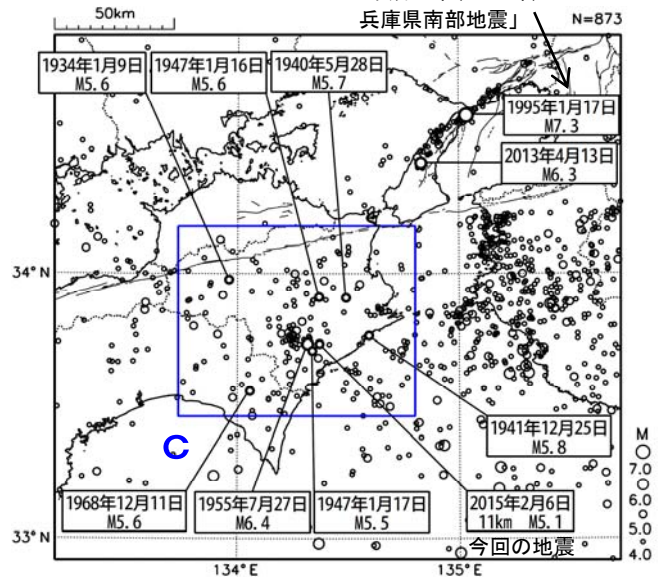 50km
兵庫県南部地震」
N=873
1934年1月9日
M5.6
1947年1月16日
M5.6
1940年5月28日
M5.7
1995年1月17日
M7.3
2013年4月13日
M6.3
34°N
C
1941年12月25日
M5.8
1968年12月11日
M5.6
1955年7月27日
M6.4
1947年1月17日
M5.5
2015年2月6日
11km M5.1
今回の地震
M
7.0
6.0
5.0
4.0
33°N
134°E
135°E